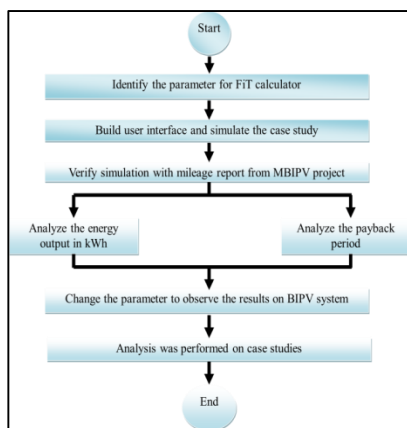 Start
Identify the parameter for FiT calculator
Build user interface and simulate the case study
Verify simulation with mileage report from MBIPV project
Analyze the energy
output in kWh
Analyze the payback
period
Change the parameter to observe the results on BIPV system
Analysis was performed on case studies
End